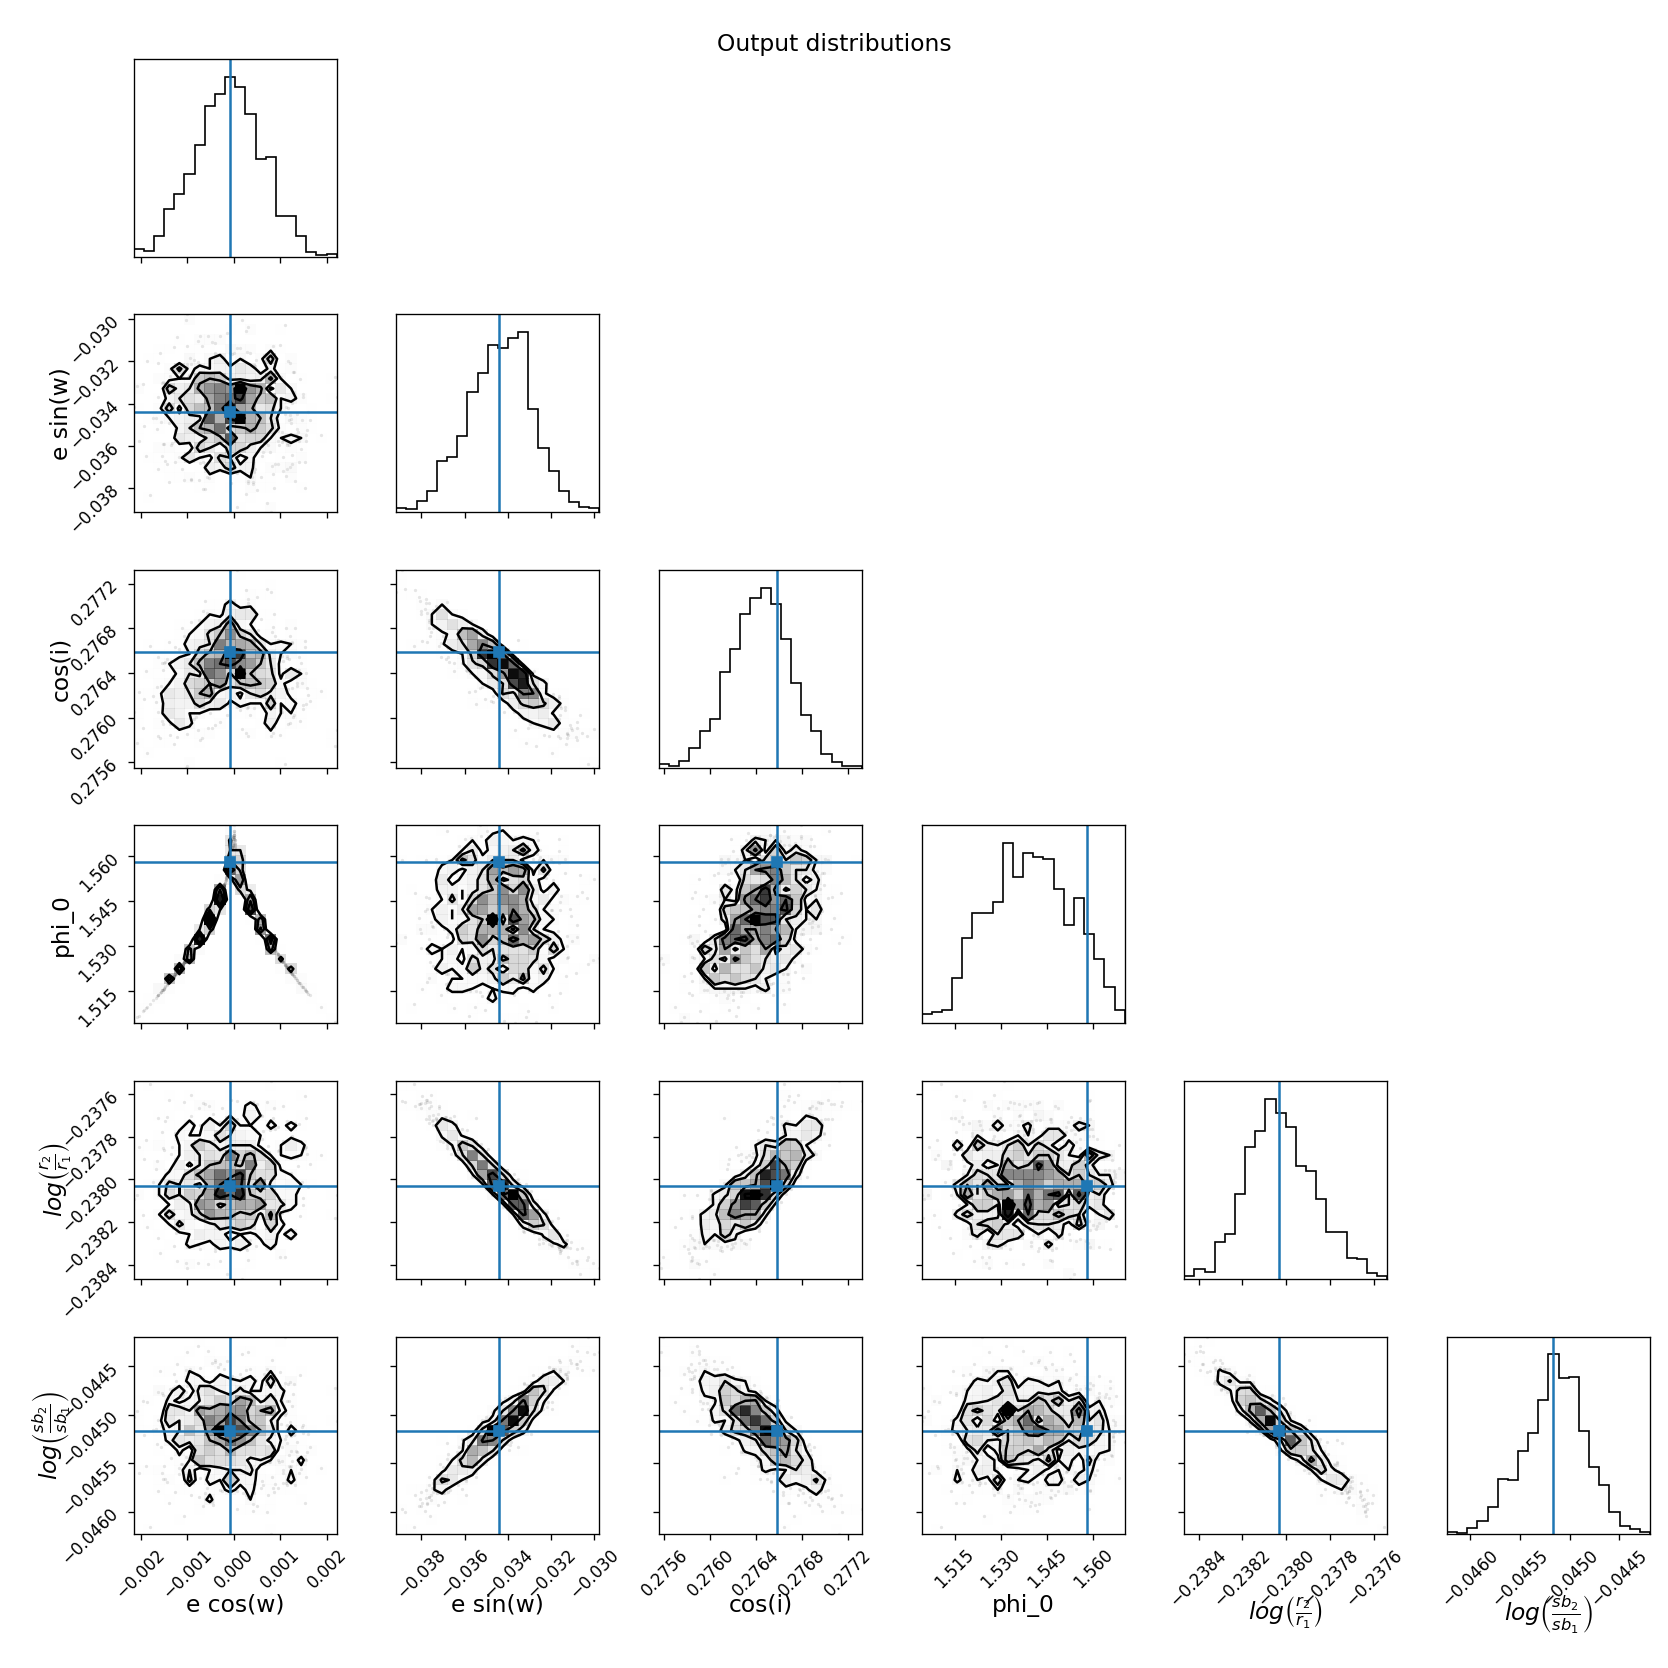 Output distributions
e sin(w)
−0.030
−0.032
−0.034
−0.036
−0.038
cos(i)
0.2772
0.2768
0.2764
0.2760
0.2756
phi_0
1.560
1.545
1.530
1.515
log(r₂/r₁)
−0.2376
−0.2378
−0.2380
−0.2382
−0.2384
log(sb₂/sb₁)
−0.0445
−0.0450
−0.0455
−0.0460
−0.002 −0.001 0.000 0.001 0.002
e cos(w)
−0.038 −0.036 −0.034 −0.032 −0.030
e sin(w)
0.2756 0.2760 0.2764 0.2768 0.2772
cos(i)
1.515 1.530 1.545 1.560
phi_0
−0.2384 −0.2382 −0.2380 −0.2378 −0.2376
log(r₂/r₁)
−0.0460 −0.0455 −0.0450 −0.0445
log(sb₂/sb₁)